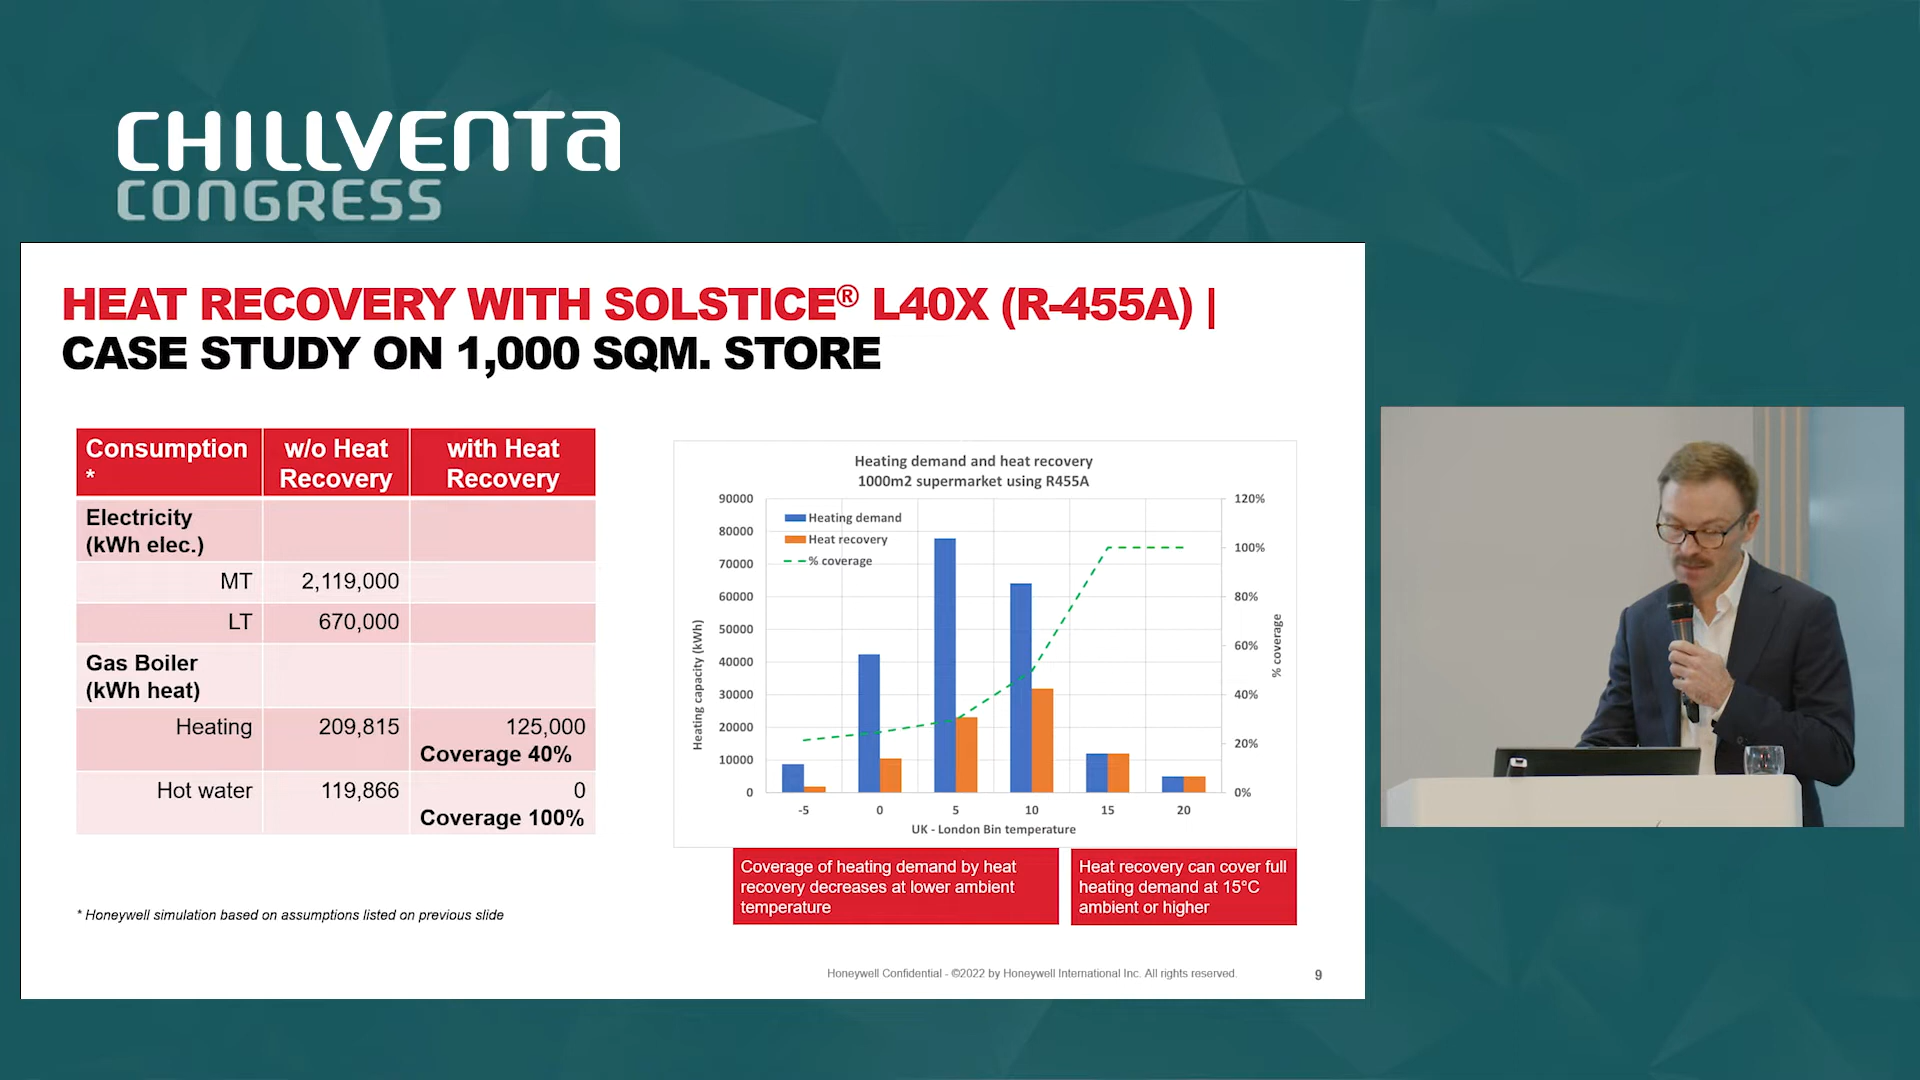 CHILLVENTA
CONGRESS
HEAT RECOVERY WITH SOLSTICE® L40X (R-455A) |
CASE STUDY ON 1,000 SQM. STORE
Consumption * w/o Heat Recovery with Heat Recovery
Electricity (kWh elec.)
MT 2,119,000
LT 670,000
Gas Boiler (kWh heat)
Heating 209,815 125,000
Coverage 40%
Hot water 119,866 0
Coverage 100%
* Honeywell simulation based on assumptions listed on previous slide
Heating demand and heat recovery
1000m2 supermarket using R455A
Heating demand
Heat recovery
% coverage
Heating capacity (kWh)
90000
80000
70000
60000
50000
40000
30000
20000
10000
0
120%
100%
80%
60%
40%
20%
0%
% coverage
-5 0 5 10 15 20
UK - London Bin temperature
Coverage of heating demand by heat
recovery decreases at lower ambient
temperature
Heat recovery can cover full
heating demand at 15°C
ambient or higher
Honeywell Confidential - ©2022 by Honeywell International Inc. All rights reserved.
9